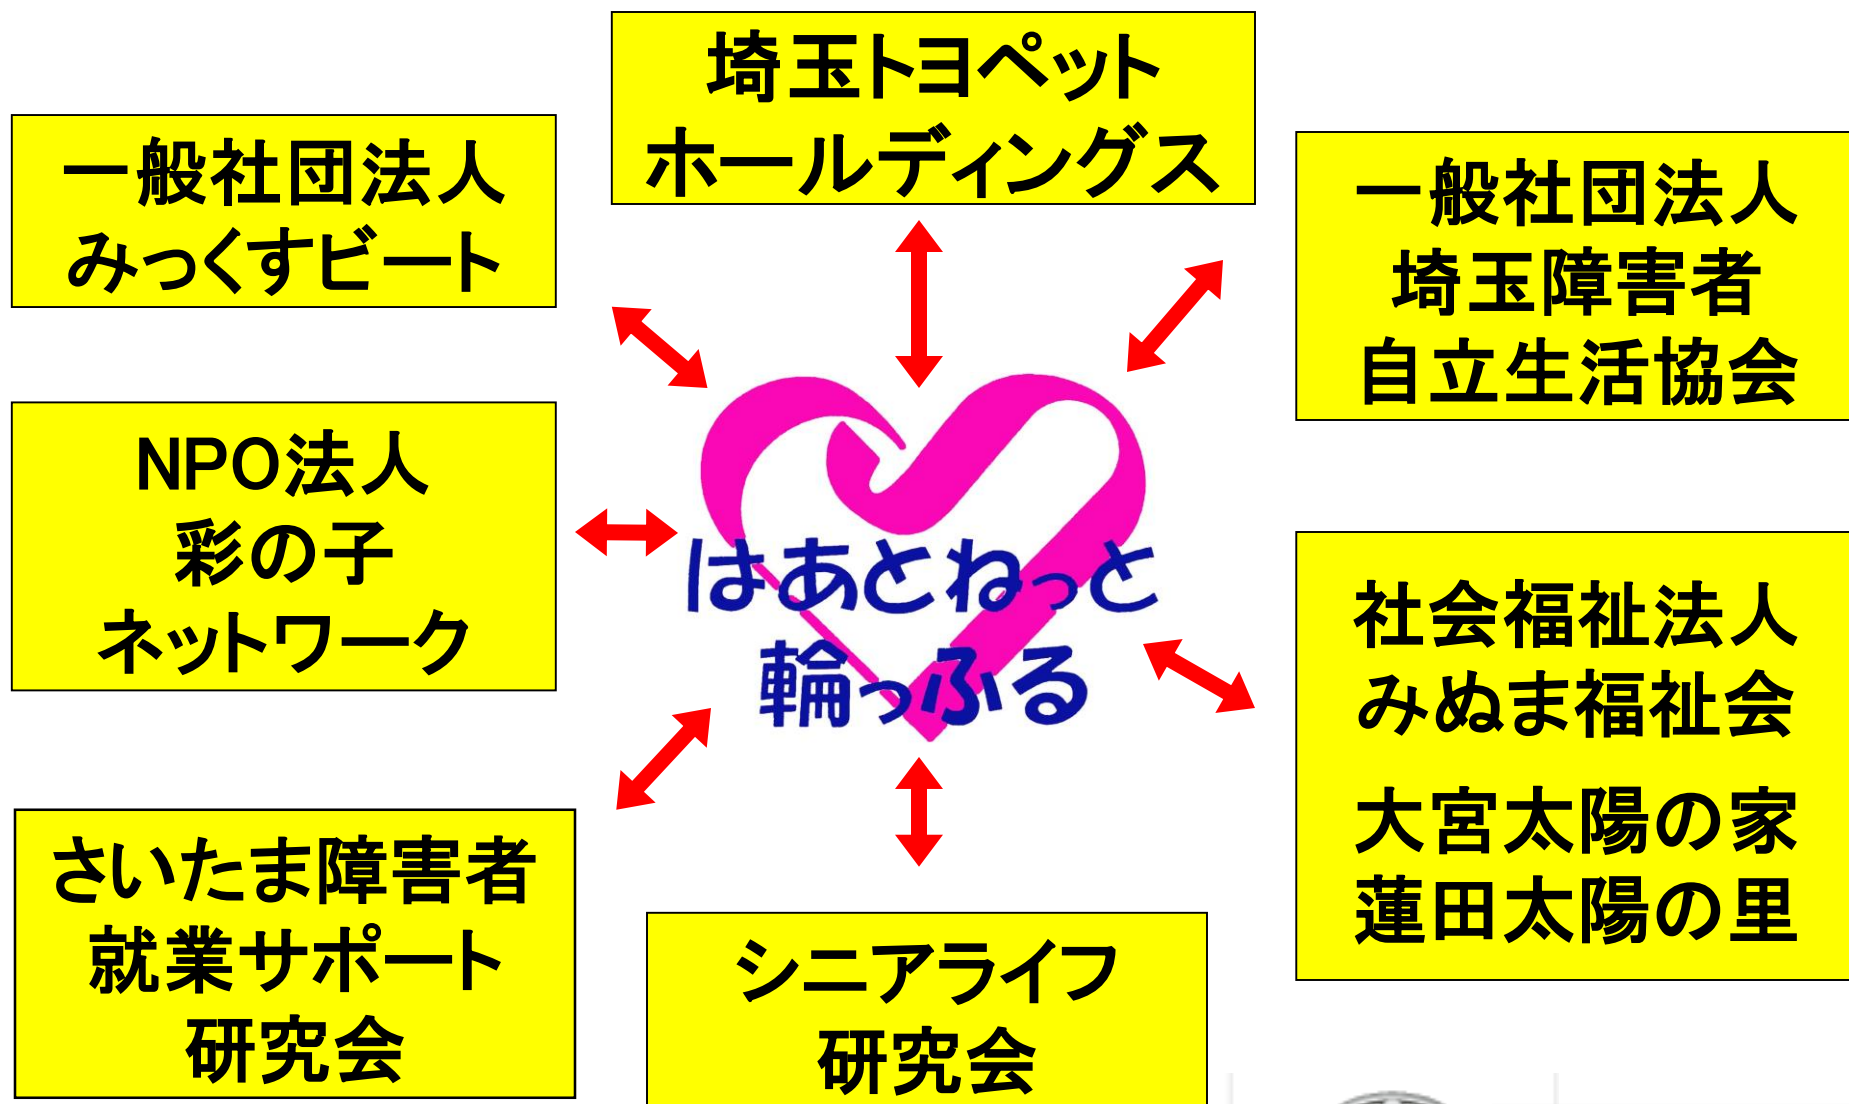 埼玉トヨペット
ホールディングス
一般社団法人
みっくすビート
一般社団法人
埼玉障害者
自立生活協会
NPO法人
彩の子
ネットワーク
はあとねっと
輪っふる
社会福祉法人
みぬま福祉会
大宮太陽の家
蓮田太陽の里
さいたま障害者
就業サポート
研究会
シニアライフ
研究会